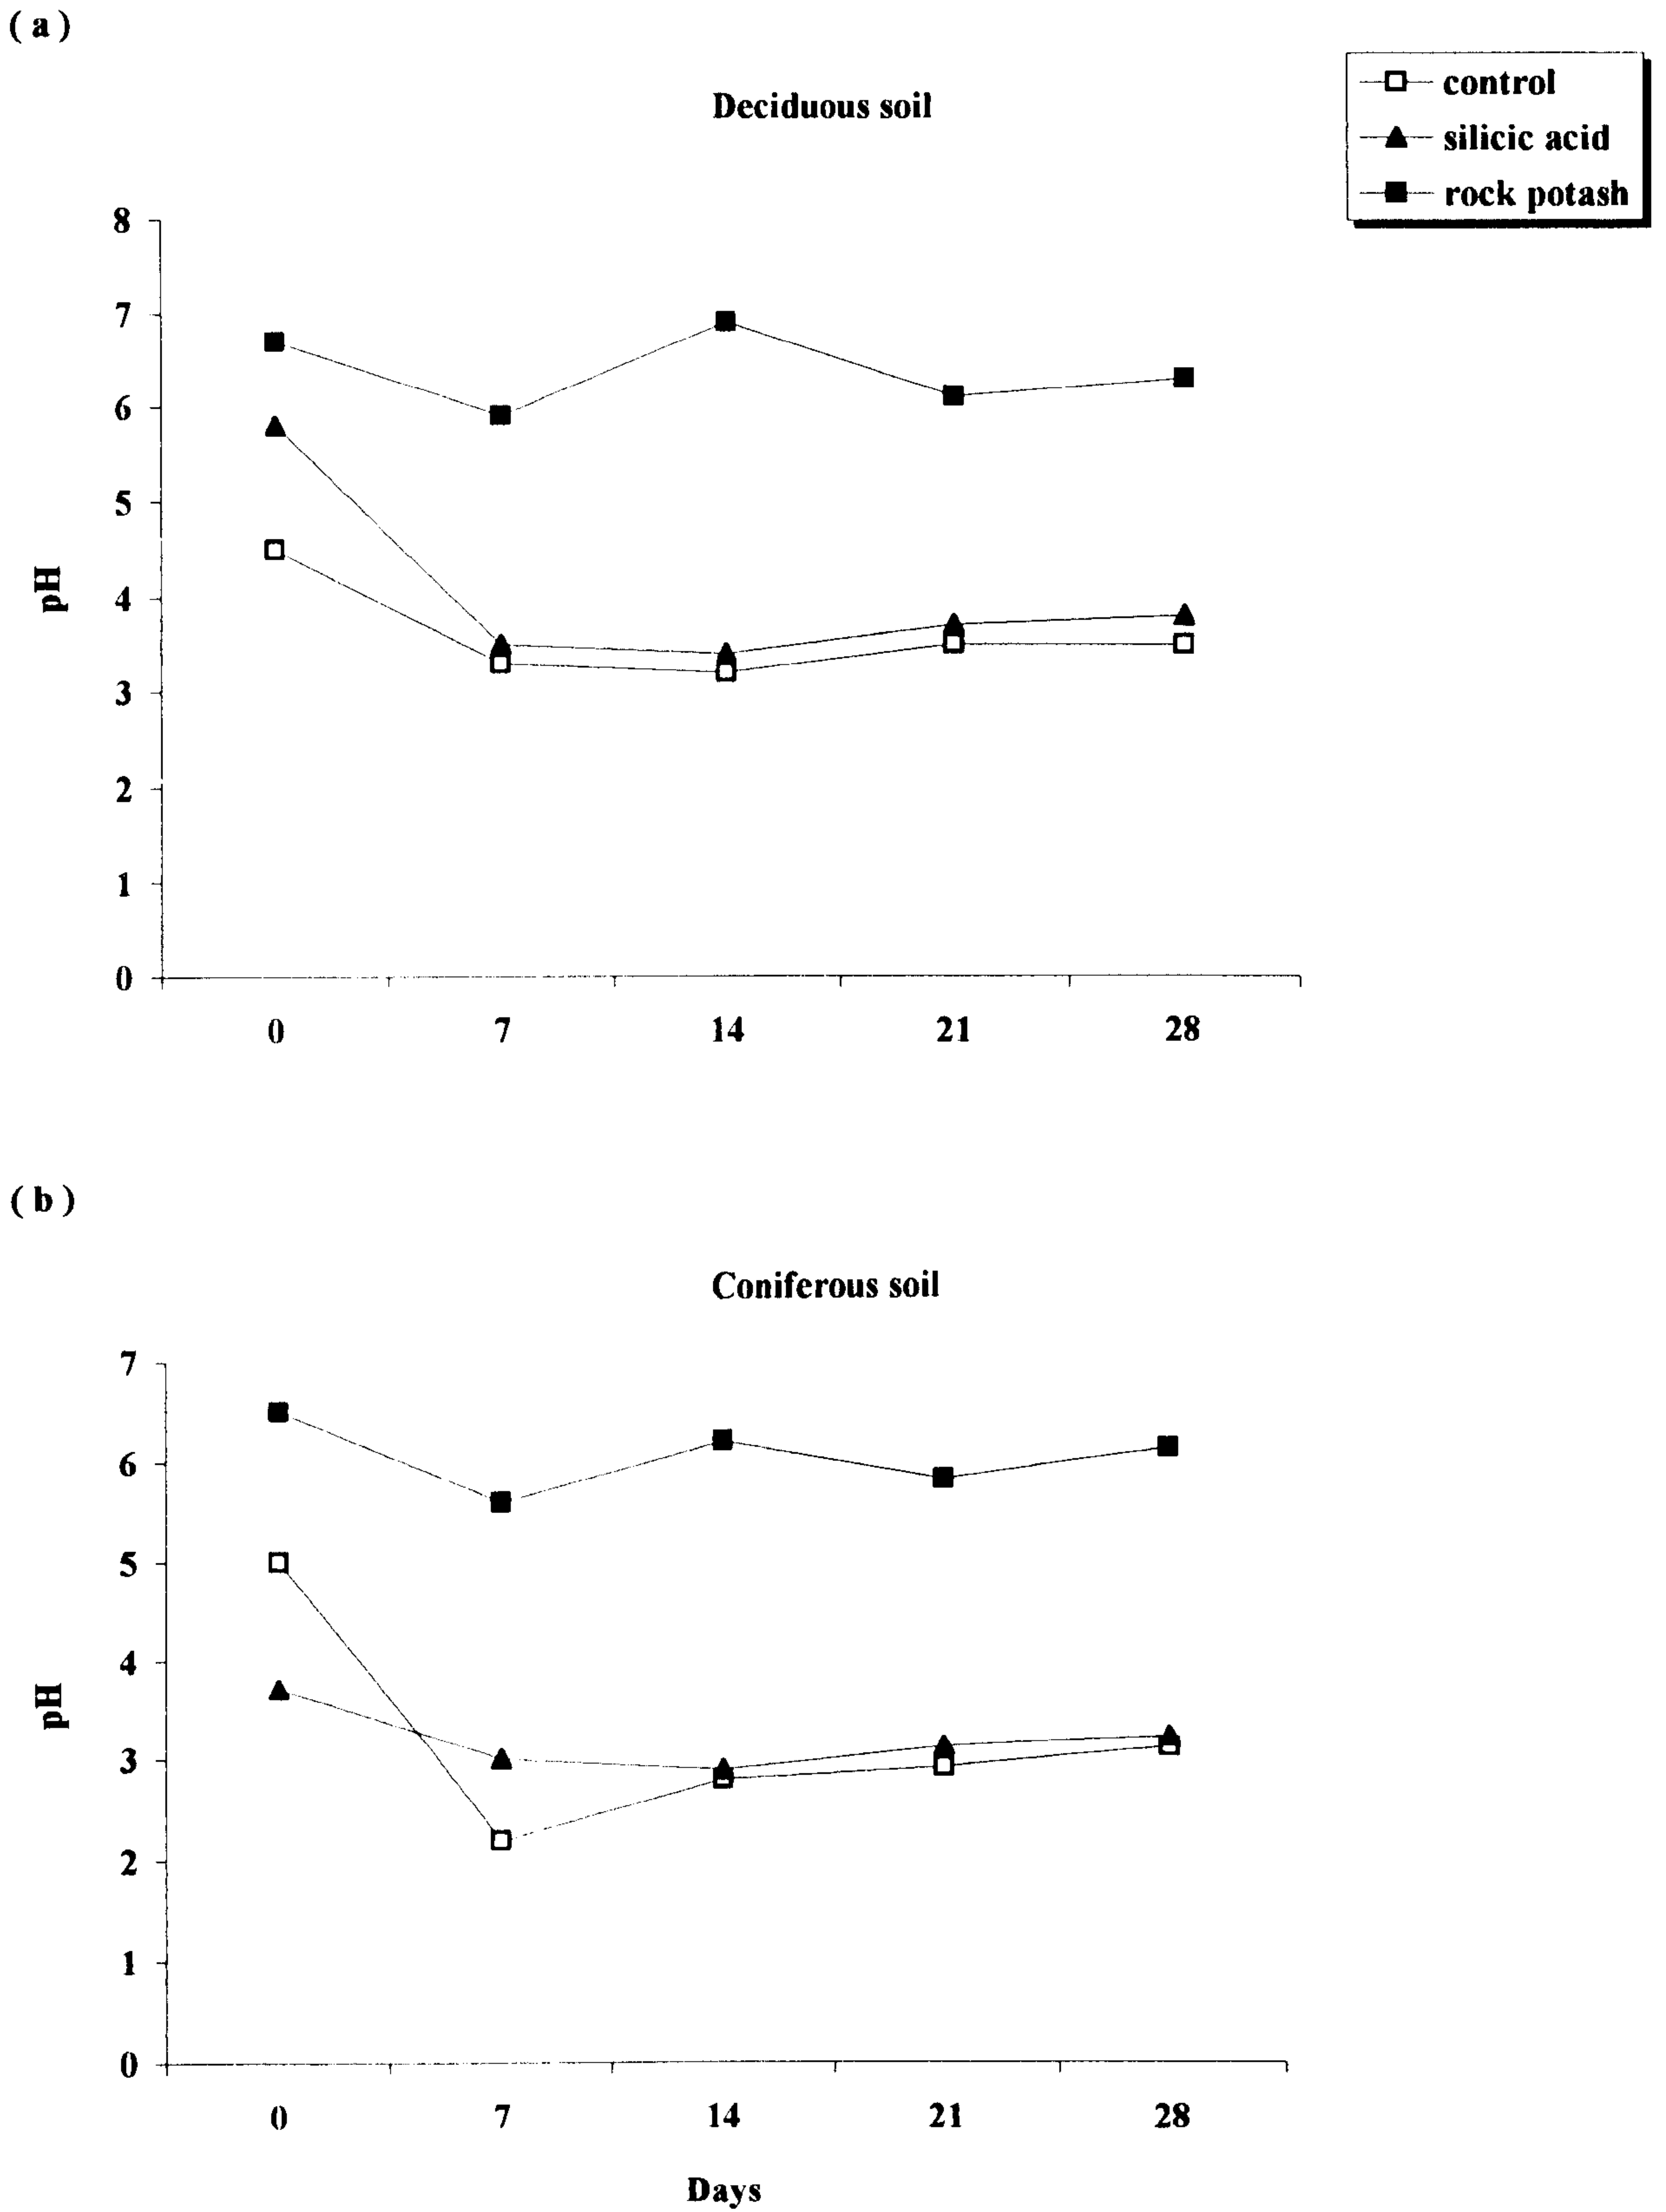 ( a )
Deciduous soil
control
silicic acid
rock potash
8
7
6
5
4
3
2
1
0
pH
0 7 14 21 28
( b )
Coniferous soil
7
6
5
4
3
2
1
0
pH
0 7 14 21 28
Days